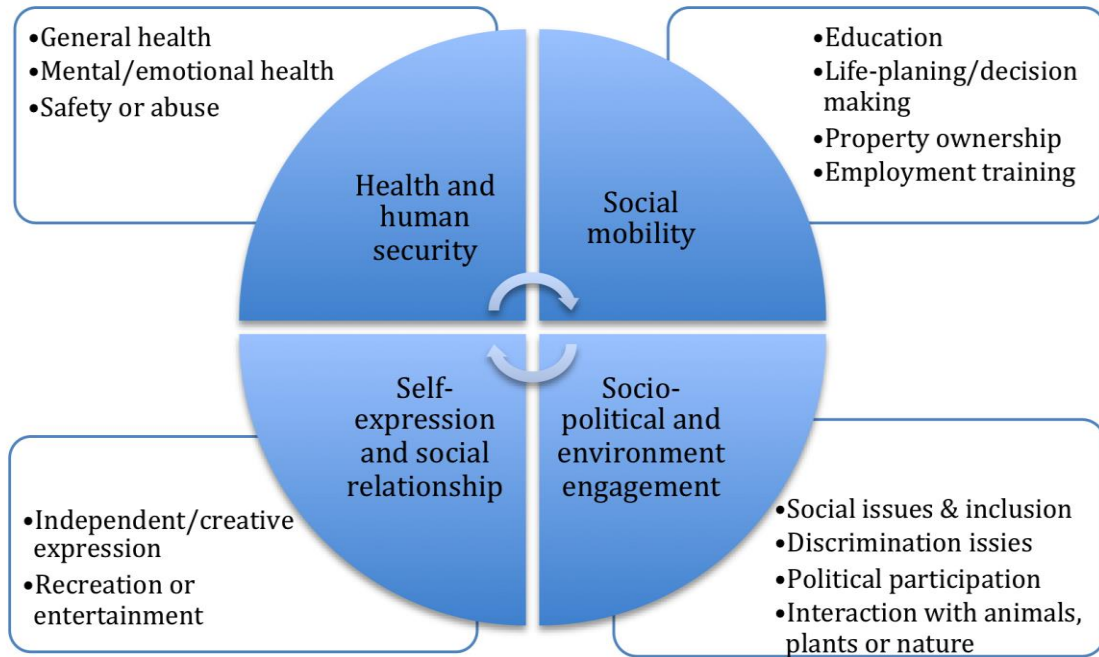 •General health
•Mental/emotional health
•Safety or abuse
•Education
•Life-planing/decision
making
•Property ownership
•Employment training
Health and
human
security
Social
mobility
Self-
expression
and social
relationship
Socio-
political and
environment
engagement
•Independent/creative
expression
•Recreation or
entertainment
•Social issues & inclusion
•Discrimination issies
•Political participation
•Interaction with animals,
plants or nature